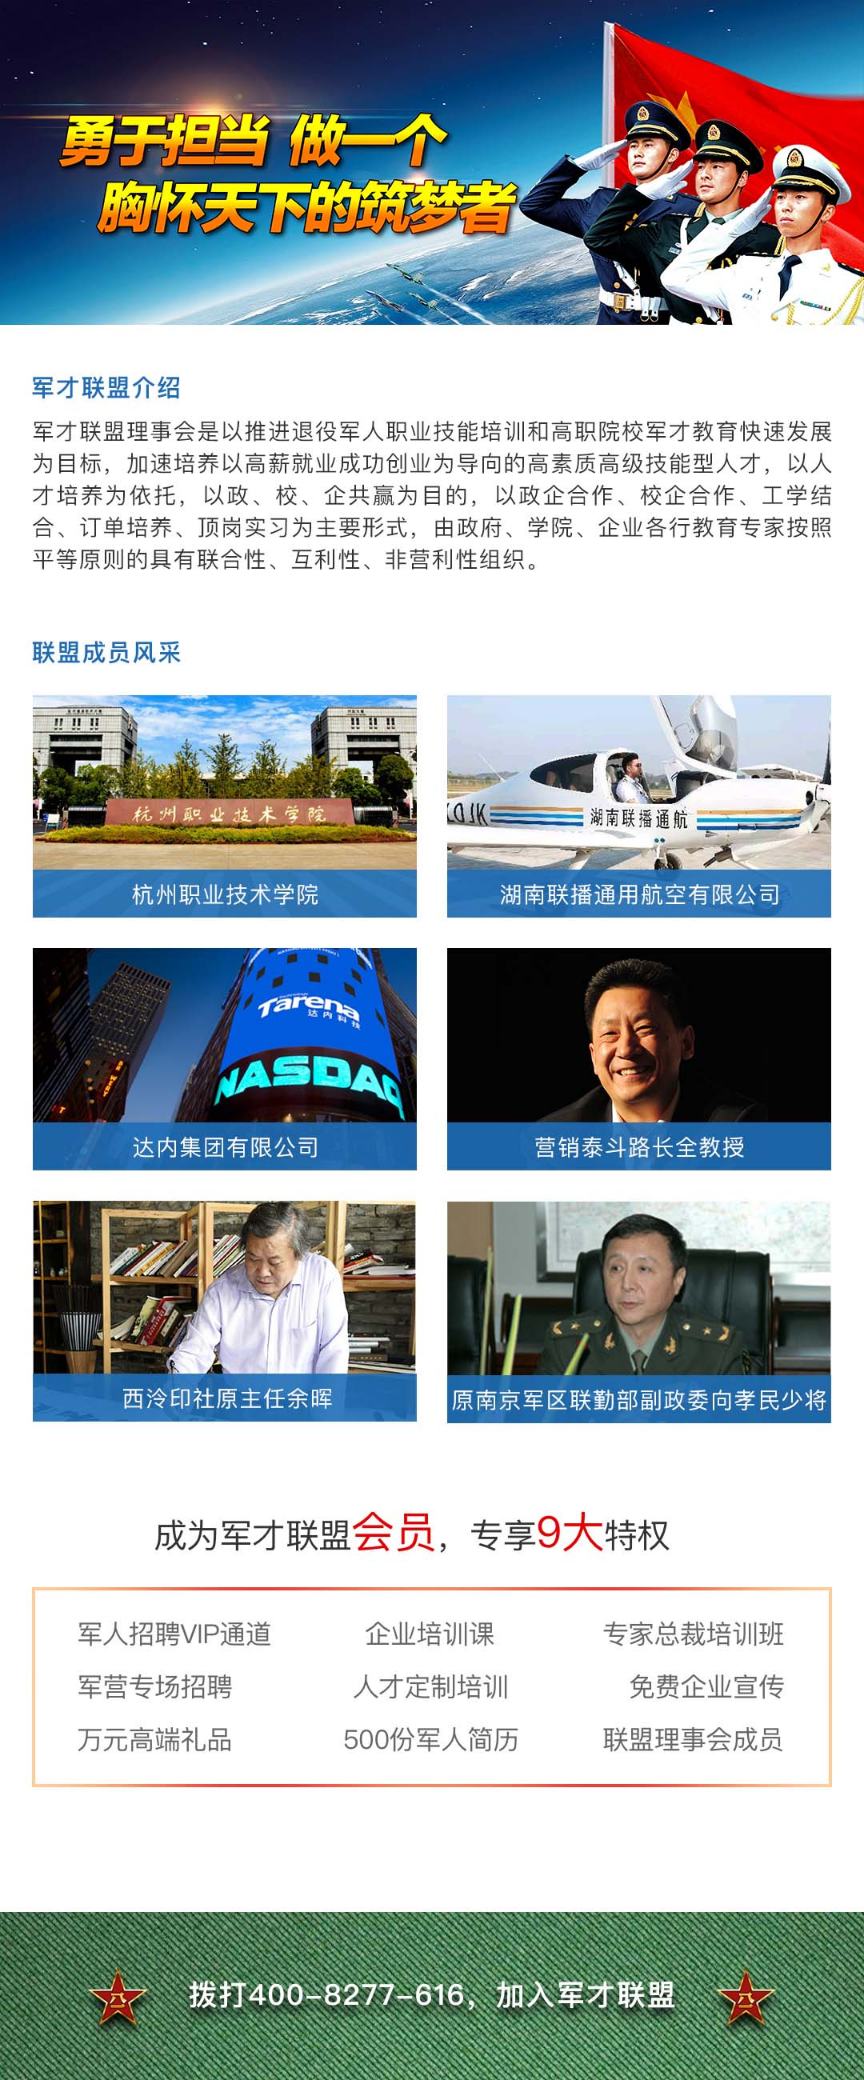 勇于担当 做一个
胸怀天下的筑梦者
军才联盟介绍
军才联盟理事会是以推进退役军人职业技能培训和高职院校军才教育快速发展
为目标，加速培养以高薪就业成功创业为导向的高素质高级技能型人才，以人
才培养为依托，以政、校、企共赢为目的，以政企合作、校企合作、工学结
合、订单培养、顶岗实习为主要形式，由政府、学院、企业各行教育专家按照
平等原则的具有联合性、互利性、非营利性组织。
联盟成员风采
杭州职业技术学院
杭州职业技术学院
湖南联播通航
湖南联播通用航空有限公司
Tarena
达内科技
NASDAQ
达内集团有限公司
营销泰斗路长全教授
西泠印社原主任余晖
原南京军区联勤部副政委向孝民少将
成为军才联盟会员，专享9大特权
军人招聘VIP通道 企业培训课 专家总裁培训班
军营专场招聘 人才定制培训 免费企业宣传
万元高端礼品 500份军人简历 联盟理事会成员
八一 拨打400-8277-616，加入军才联盟 八一